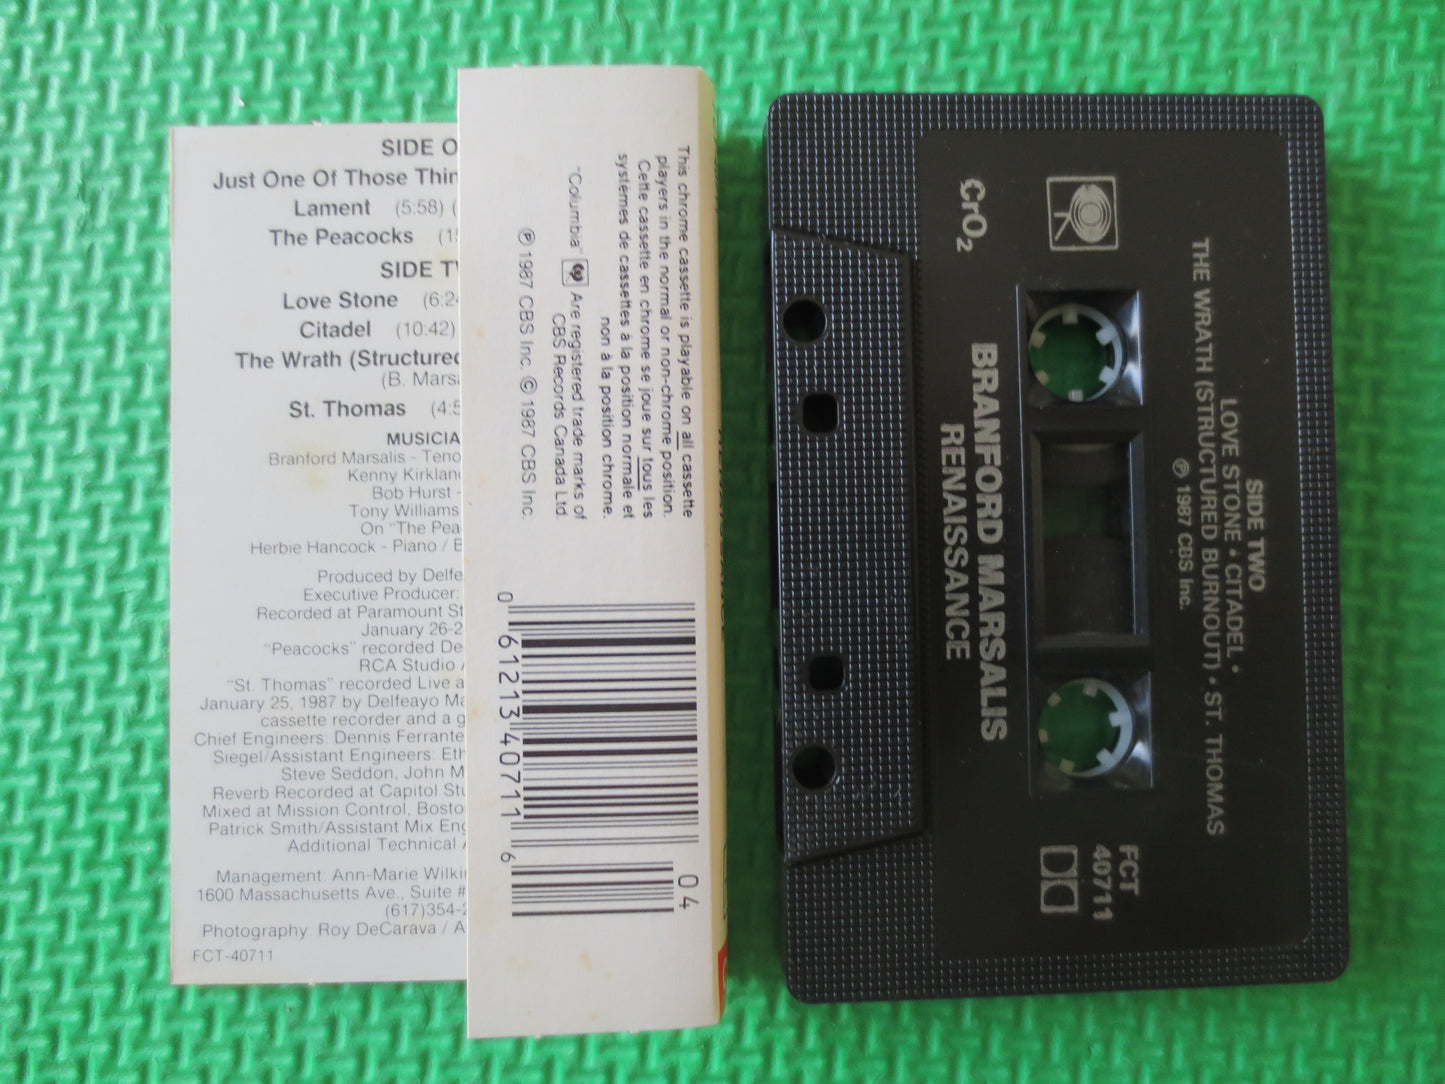 SIDE O
Just One Of Those Thin
Lament (5:58) (
The Peacocks (15
SIDE TW
Love Stone (6:24
Citadel (10:42)
The Wrath (Structured
(B. Marsa
St. Thomas (4:5
MUSICIA
Branford Marsalis - Teno
Kenny Kirklan
Bob Hurst -
Tony Williams
On "The Pea
Herbie Hancock - Piano / B
Produced by Delfe
Executive Producer:
Recorded at Paramount St
January 26-2
"Peacocks" recorded De
RCA Studio A
"St. Thomas" recorded Live a
January 25, 1987 by Delfeayo Ma
cassette recorder and a g
Chief Engineers: Dennis Ferrante
Siegel/Assistant Engineers: Eth
Steve Seddon, John M
Reverb Recorded at Capitol Stu
Mixed at Mission Control, Bosto
Patrick Smith/Assistant Mix Eng
Additional Technical A
Management: Ann-Marie Wilkin
1600 Massachusetts Ave., Suite #
(617)354-2
Photography: Roy DeCarava / A
FCT-40711
This chrome cassette is playable on all cassette
players in the normal or non-chrome position.
Cette cassette en chrome se joue sur tous les
systemes de cassettes à la position normale et
non à la position chrome.
"Columbia" Are registered trade marks of
CBS Records Canada Ltd.
℗ 1987 CBS Inc. © 1987 CBS Inc.
0 61213 40711 6
04
CrO2
BRANFORD MARSALIS
RENAISSANCE
SIDE TWO
LOVE STONE • CITADEL •
THE WRATH (STRUCTURED BURNOUT) • ST. THOMAS
℗ 1987 CBS Inc.
FCT
40711